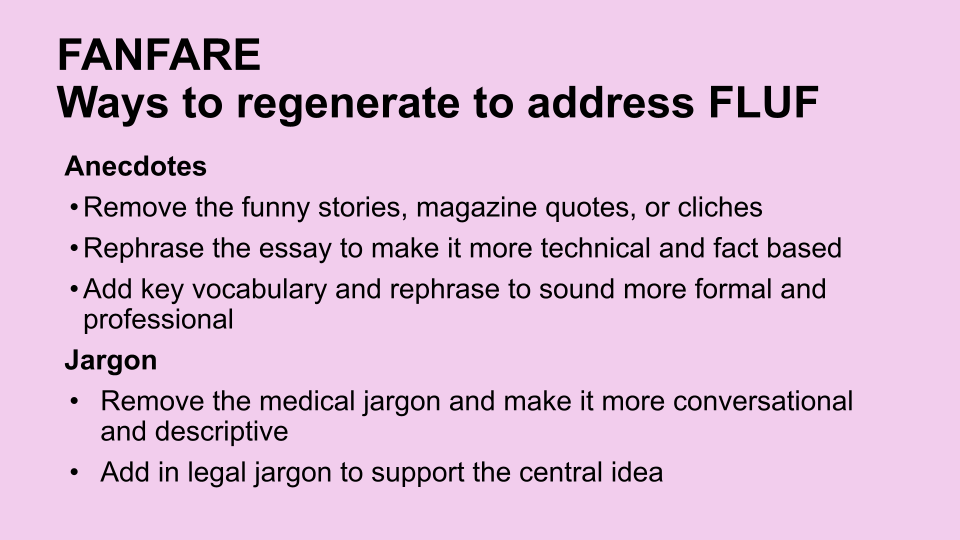 FANFARE
Ways to regenerate to address FLUF
Anecdotes
• Remove the funny stories, magazine quotes, or cliches
• Rephrase the essay to make it more technical and fact based
• Add key vocabulary and rephrase to sound more formal and
professional
Jargon
• Remove the medical jargon and make it more conversational
and descriptive
• Add in legal jargon to support the central idea